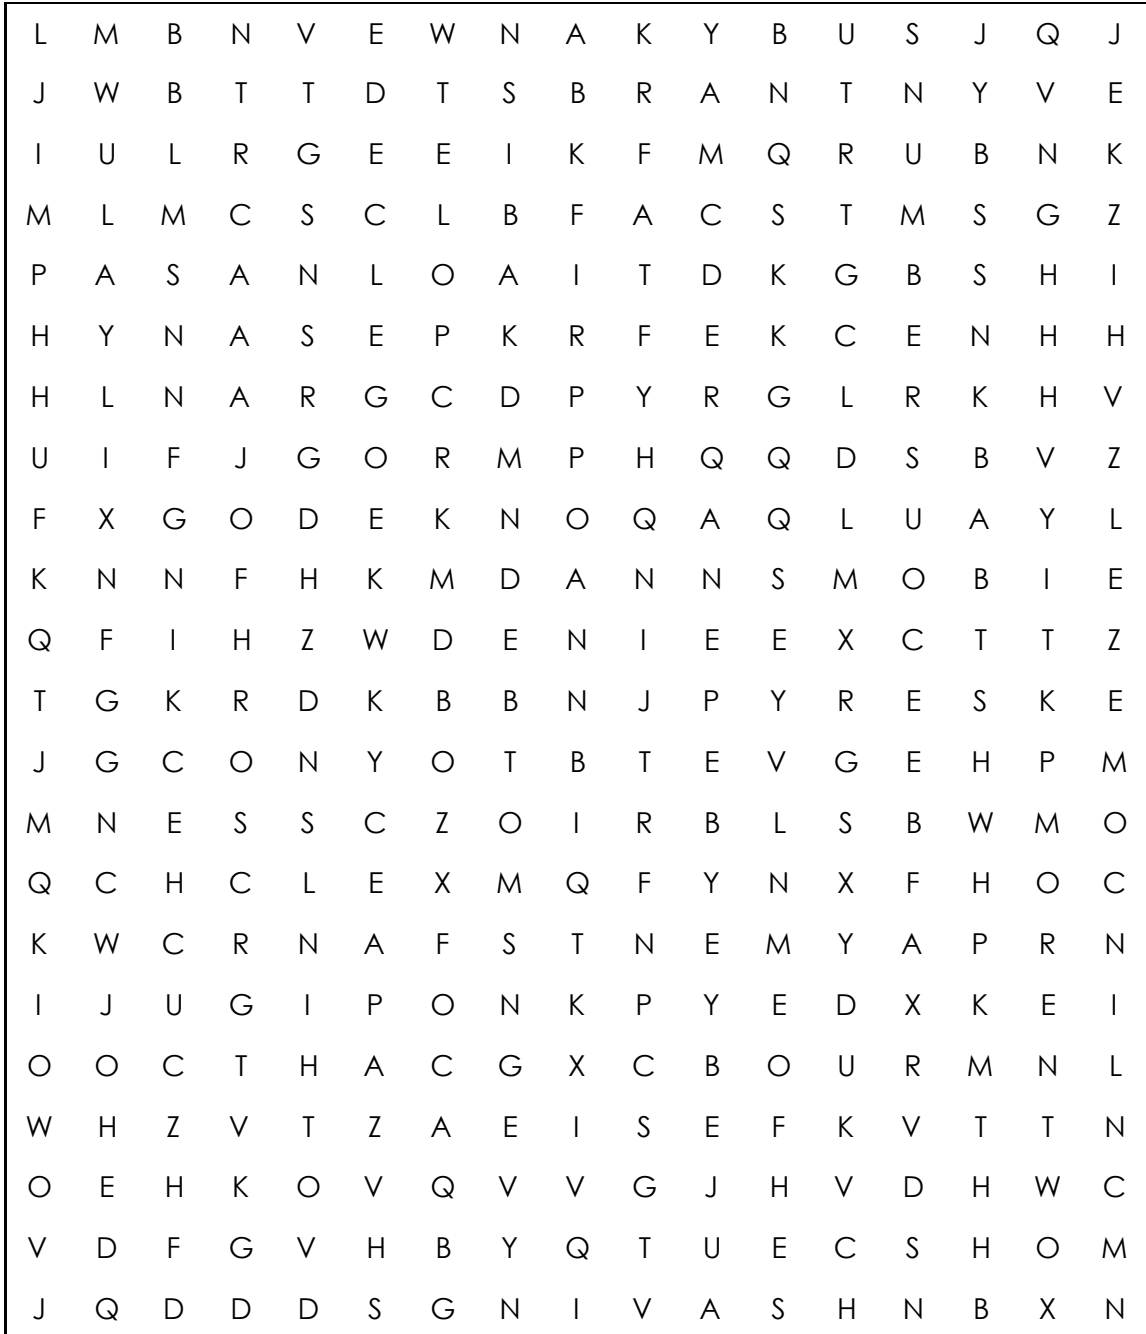 L M B N V E W N A K Y B U S J Q J
J W B T T D T S B R A N T N Y V E
I U L R G E E I K F M Q R U B N K
M L M C S C L B F A C S T M S G Z
P A S A N L O A I T D K G B S H I
H Y N A S E P K R F E K C E N H H
H L N A R G C D P Y R G L R K H V
U I F J G O R M P H Q Q D S B V Z
F X G O D E K N O Q A Q L U A Y L
K N N F H K M D A N N S M O B I E
Q F I H Z W D E N I E E X C T T Z
T G K R D K B B N J P Y R E S K E
J G C O N Y O T B T E V G E H P M
M N E S S C Z O I R B L S B W M O
Q C H C L E X M Q F Y N X F H O C
K W C R N A F S T N E M Y A P R N
I J U G I P O N K P Y E D X K E I
O O C T H A C G X C B O U R M N L
W H Z V T Z A E I S E F K V T T N
O E H K O V Q V V G J H V D H W C
V D F G V H B Y Q T U E C S H O M
J Q D D D S G N I V A S H N B X N